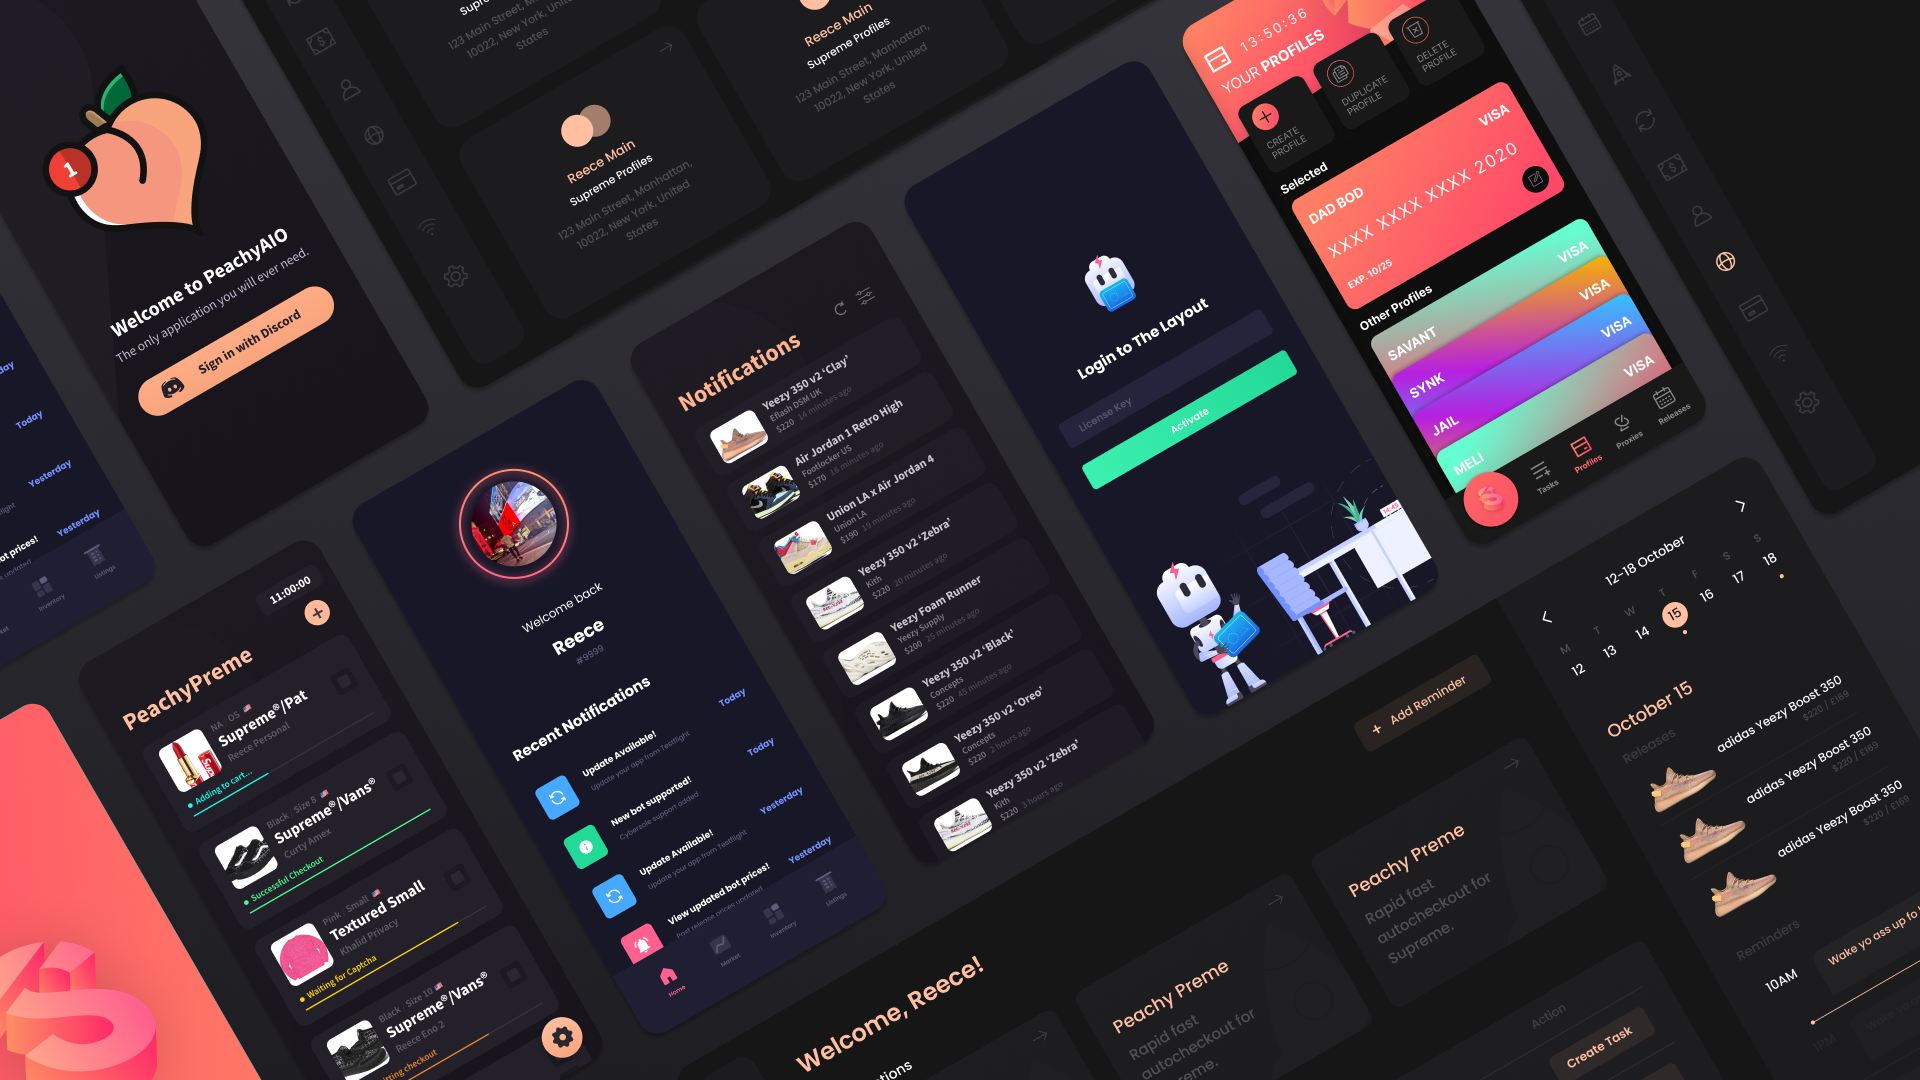 1
Welcome to PeachyAIO
The only application you will ever need.
Sign in with Discord
Today
Yesterday
Yesterday
bot prices!
Inventory
Listings
123 Main Street, Manhattan,
10022, New York, United
States
Reece Main
Supreme Profiles
123 Main Street, Manhattan,
10022, New York, United
States
Reece Main
Supreme Profiles
123 Main Street, Manhattan,
10022, New York, United
States
11:00:00
PeachyPreme
NA · OS
Supreme®/Pat
Reece Personal
Adding to cart...
Black · Size 8
Supreme®/Vans®
Curty Amex
Successful Checkout
Pink · Small
Textured Small
Khalid Privacy
Waiting for Captcha
Black · Size 10
Supreme®/Vans®
Reece Eno 2
checkout
Welcome back
Reece
#9999
Recent Notifications
Update Available!
Update your app from Testflight
Today
New bot supported!
Cybersole support added
Today
Update Available!
Update your app from Testflight
Yesterday
View updated bot prices!
Post release prices updated
Yesterday
Home
Market
Inventory
Listings
Notifications
Yeezy 350 v2 ‘Clay’
Eflash DSM UK
$220 14 minutes ago
Air Jordan 1 Retro High
Footlocker US
$170 16 minutes ago
Union LA x Air Jordan 4
Union LA
$190 19 minutes ago
Yeezy 350 v2 ‘Zebra’
Kith
$220 20 minutes ago
Yeezy Foam Runner
Yeezy Supply
$200 25 minutes ago
Yeezy 350 v2 ‘Black’
Concepts
$220 45 minutes ago
Yeezy 350 v2 ‘Oreo’
Concepts
$220 2 hours ago
Yeezy 350 v2 ‘Zebra’
Kith
$220 3 hours ago
Login to The Layout
License Key
Activate
13:50:36
YOUR PROFILES
CREATE
PROFILE
DUPLICATE
PROFILE
DELETE
PROFILE
Selected
VISA
DAD BOD
XXXX XXXX XXXX 2020
EXP. 10/25
Other Profiles
SAVANT
VISA
SYNK
VISA
JAIL
VISA
MELI
VISA
Tasks
Profiles
Proxies
Releases
12-18 October
M T W T F S S
12 13 14 15 16 17 18
October 15
Releases
adidas Yeezy Boost 350
$220 / £169
adidas Yeezy Boost 350
$220 / £169
adidas Yeezy Boost 350
$220 / £169
Reminders
10AM
Wake yo ass up fo
1PM
+ Add Reminder
Welcome, Reece!
Peachy Preme
Rapid fast
autocheckout for
Supreme.
Peachy Preme
Rapid fast
autocheckout for
Action
Create Task